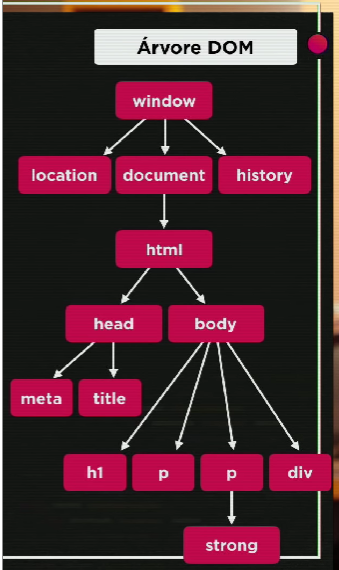 Árvore DOM
window
location document history
html
head body
meta title
h1 p p div
strong